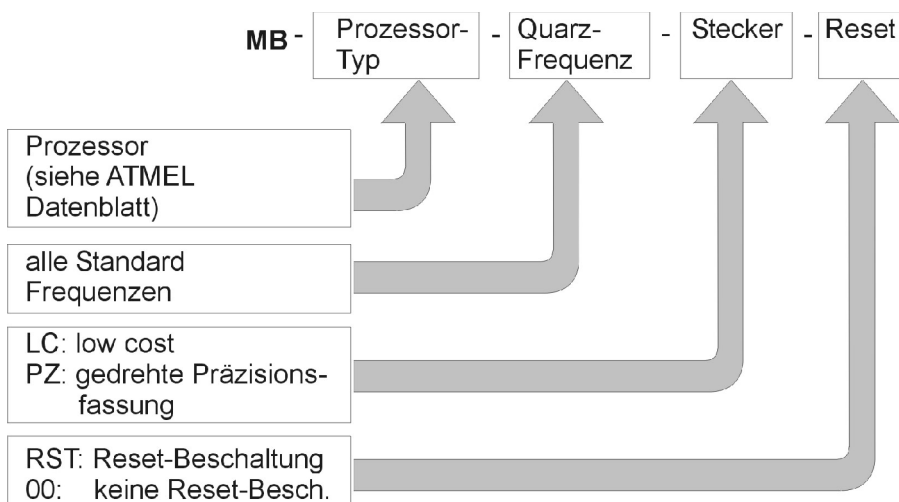 MB - Prozessor-Typ - Quarz-Frequenz - Stecker - Reset
Prozessor
(siehe ATMEL
Datenblatt)
alle Standard
Frequenzen
LC: low cost
PZ: gedrehte Präzisions-
fassung
RST: Reset-Beschaltung
00: keine Reset-Besch.